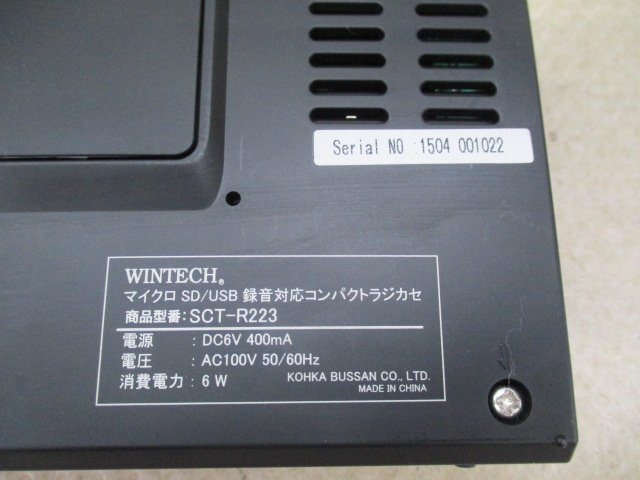 Serial NO 1504 001022
WINTECH®
マイクロ SD/USB 録音対応コンパクトラジカセ
商品型番：SCT-R223
電源 ：DC6V 400mA
電圧 ：AC100V 50/60Hz
消費電力：6W
KOHKA BUSSAN CO., LTD.
MADE IN CHINA